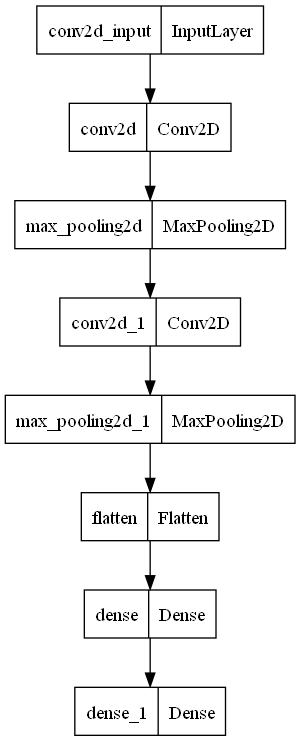 conv2d_input InputLayer
conv2d Conv2D
max_pooling2d MaxPooling2D
conv2d_1 Conv2D
max_pooling2d_1 MaxPooling2D
flatten Flatten
dense Dense
dense_1 Dense